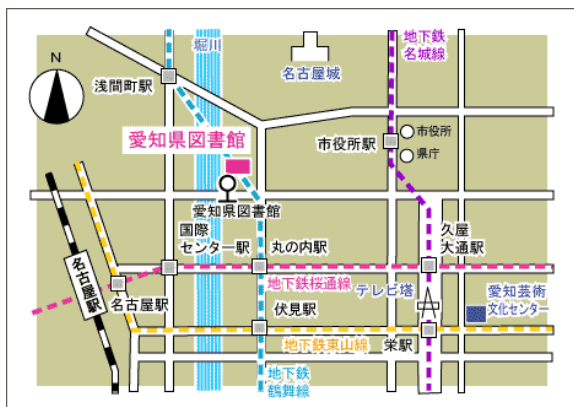 堀川
地下鉄
名城線
N
名古屋城
浅間町駅
愛知県図書館
市役所駅
市役所
県庁
愛知県図書館
国際
センター駅
丸の内駅
久屋
大通駅
名古屋駅
名古屋駅
地下鉄桜通線
テレビ塔
愛知芸術
文化センター
伏見駅
地下鉄東山線
栄駅
地下鉄
鶴舞線